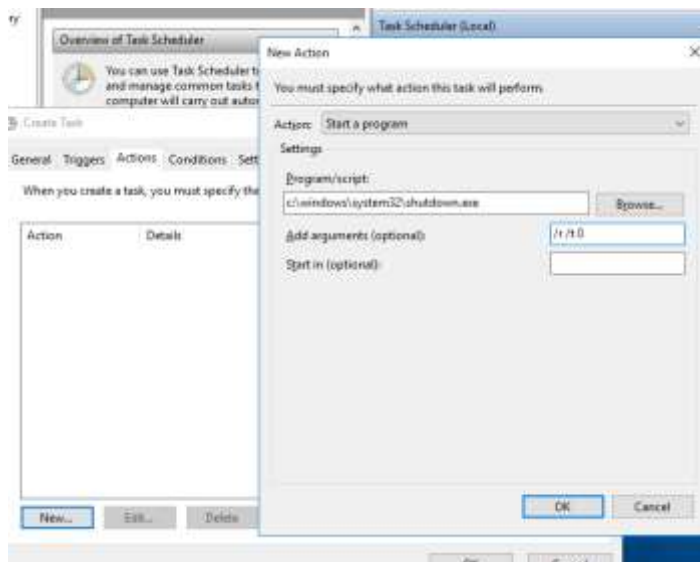 ry
Overview of Task Scheduler
You can use Task Scheduler t
and manage common tasks t
computer will carry out autor
Task Scheduler (Local)
Create Task
General Triggers Actions Conditions Sett
When you create a task, you must specify the
Action Details
New... Edit... Delete
New Action
You must specify what action this task will perform.
Action: Start a program
Settings
Program/script:
c:\windows\system32\shutdown.exe
Browse...
Add arguments (optional):
/r /t 0
Start in (optional):
OK Cancel